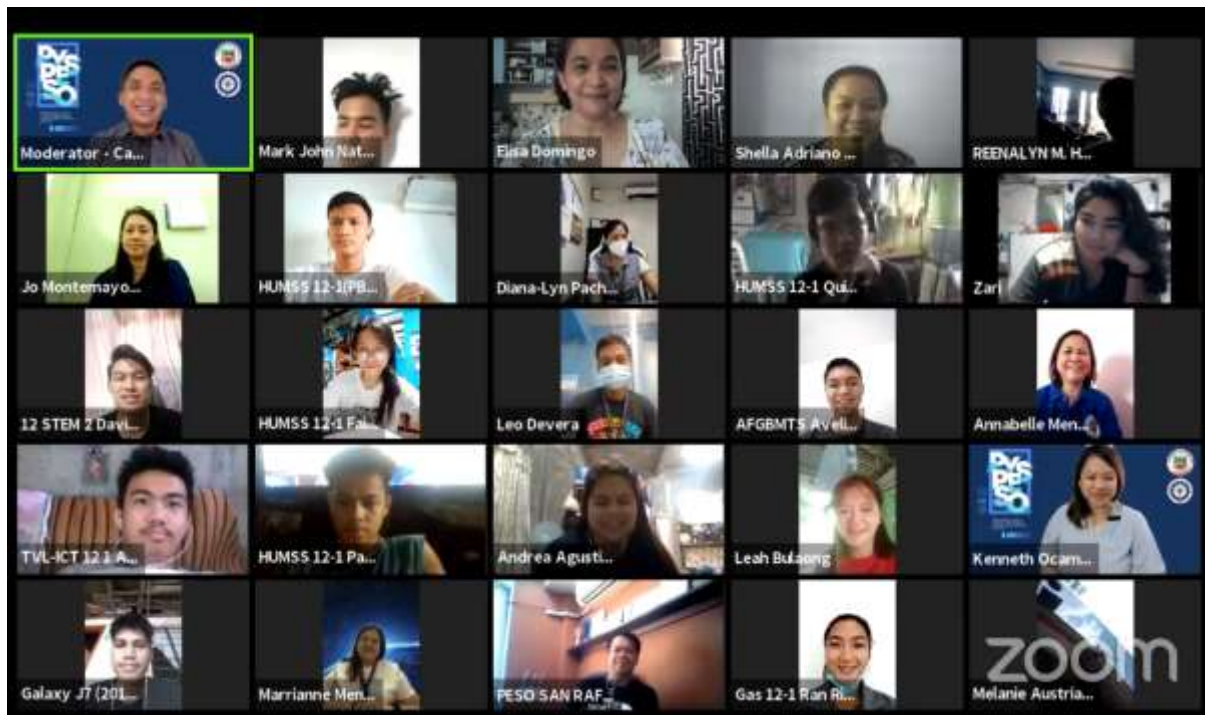 PYSPESO
Moderator - Ca...
Mark John Nat...
Elisa Domingo
Shella Adriano ...
REENALYN M. H...
Jo Montemayo...
HUMSS 12-1(PB...
Diana-Lyn Pach...
HUMSS 12-1 Qui...
Zari
12 STEM 2 Davi...
HUMSS 12-1 Fai...
Leo Devera
AFGBMTS Aveli...
Annabelle Men...
TVL-ICT 12 1 A...
HUMSS 12-1 Pa...
Andrea Agusti...
Leah Bulaong
Kenneth Ocam...
Galaxy J7 (201...
Marrianne Men...
PESO SAN RAF...
Gas 12-1 Ran Ri...
Melanie Austria...
zoom